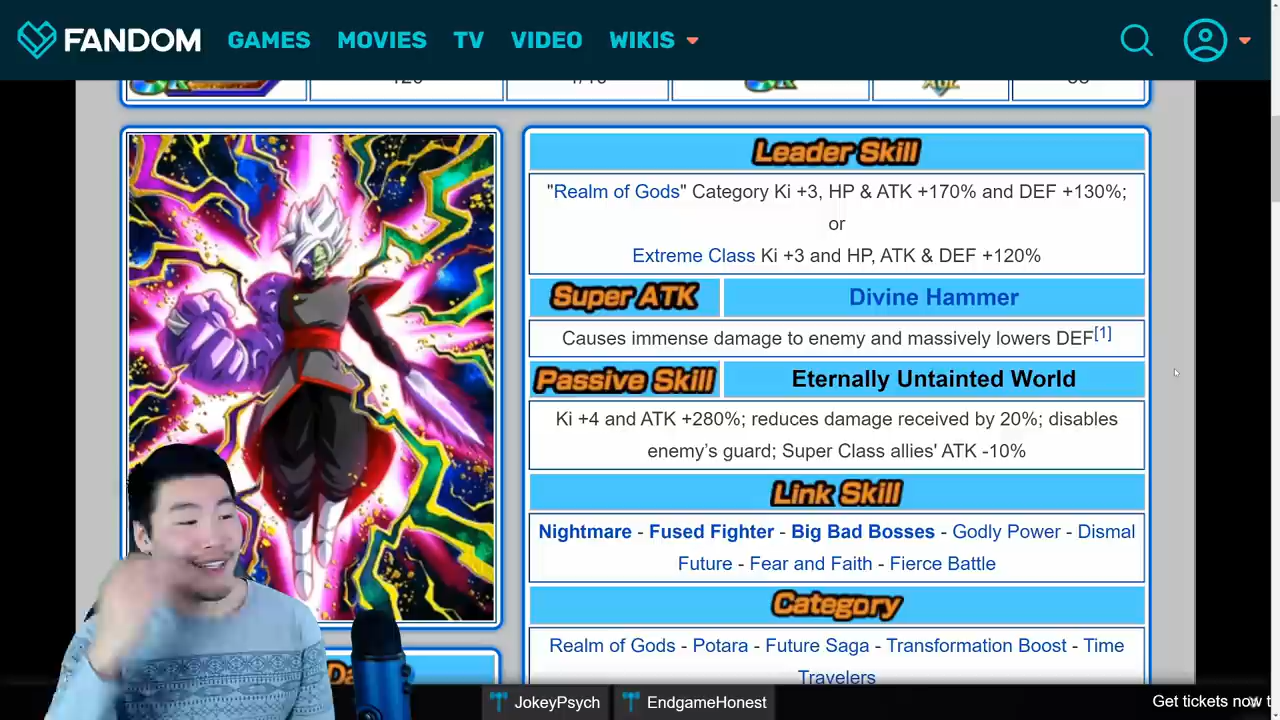 FANDOM GAMES MOVIES TV VIDEO WIKIS
Leader Skill
"Realm of Gods" Category Ki +3, HP & ATK +170% and DEF +130%;
or
Extreme Class Ki +3 and HP, ATK & DEF +120%
Super ATK Divine Hammer
Causes immense damage to enemy and massively lowers DEF[1]
Passive Skill Eternally Untainted World
Ki +4 and ATK +280%; reduces damage received by 20%; disables
enemy’s guard; Super Class allies' ATK -10%
Link Skill
Nightmare - Fused Fighter - Big Bad Bosses - Godly Power - Dismal
Future - Fear and Faith - Fierce Battle
Category
Realm of Gods - Potara - Future Saga - Transformation Boost - Time
Travelers
JokeyPsych EndgameHonest Get tickets now